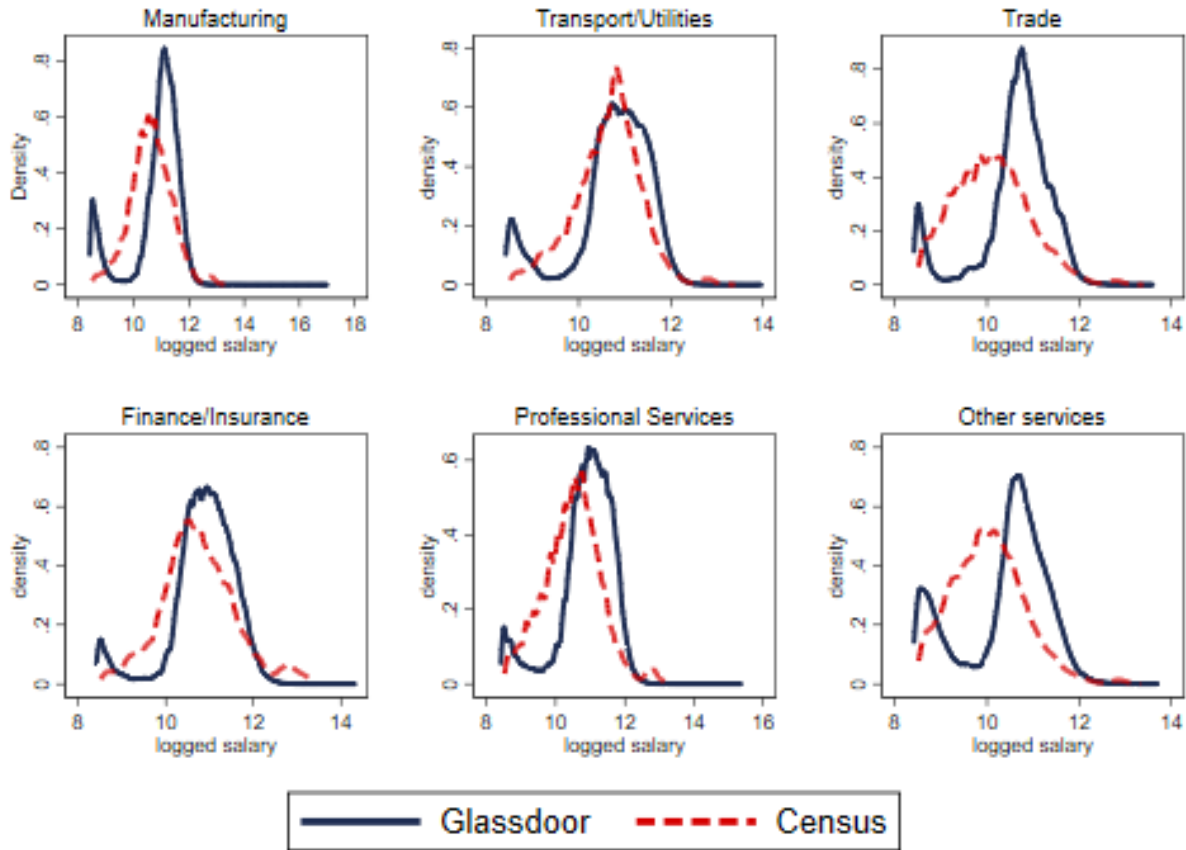 Manufacturing
Density
0 .2 .4 .6 .8
8 10 12 14 16 18
logged salary
Transport/Utilities
density
0 .2 .4 .6 .8
8 10 12 14
logged salary
Trade
density
0 .2 .4 .6 .8
8 10 12 14
logged salary
Finance/Insurance
density
0 .2 .4 .6 .8
8 10 12 14
logged salary
Professional Services
density
0 .2 .4 .6
8 10 12 14 16
logged salary
Other services
density
0 .2 .4 .6 .8
8 10 12 14
logged salary
Glassdoor Census